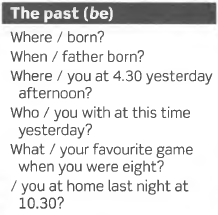 The past (be)
Where / born?
When / father born?
Where / you at 4.30 yesterday
afternoon?
Who / you with at this time
yesterday?
What / your favourite game
when you were eight?
/ you at home last night at
10.30?